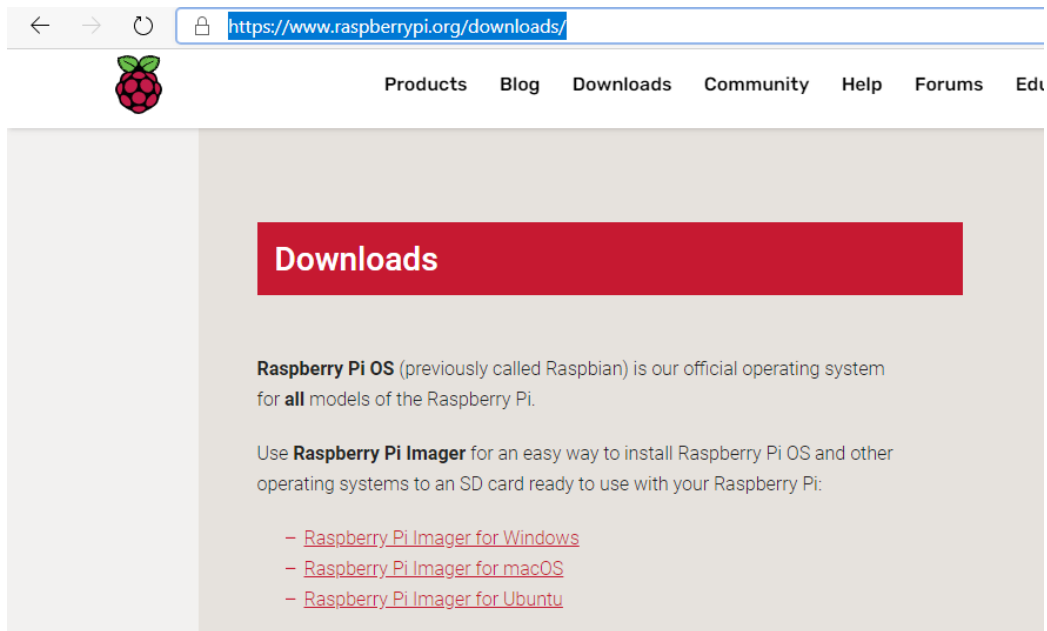 https://www.raspberrypi.org/downloads/
Products Blog Downloads Community Help Forums Edu
Downloads
Raspberry Pi OS (previously called Raspbian) is our official operating system
for all models of the Raspberry Pi.
Use Raspberry Pi Imager for an easy way to install Raspberry Pi OS and other
operating systems to an SD card ready to use with your Raspberry Pi:
– Raspberry Pi Imager for Windows
– Raspberry Pi Imager for macOS
– Raspberry Pi Imager for Ubuntu